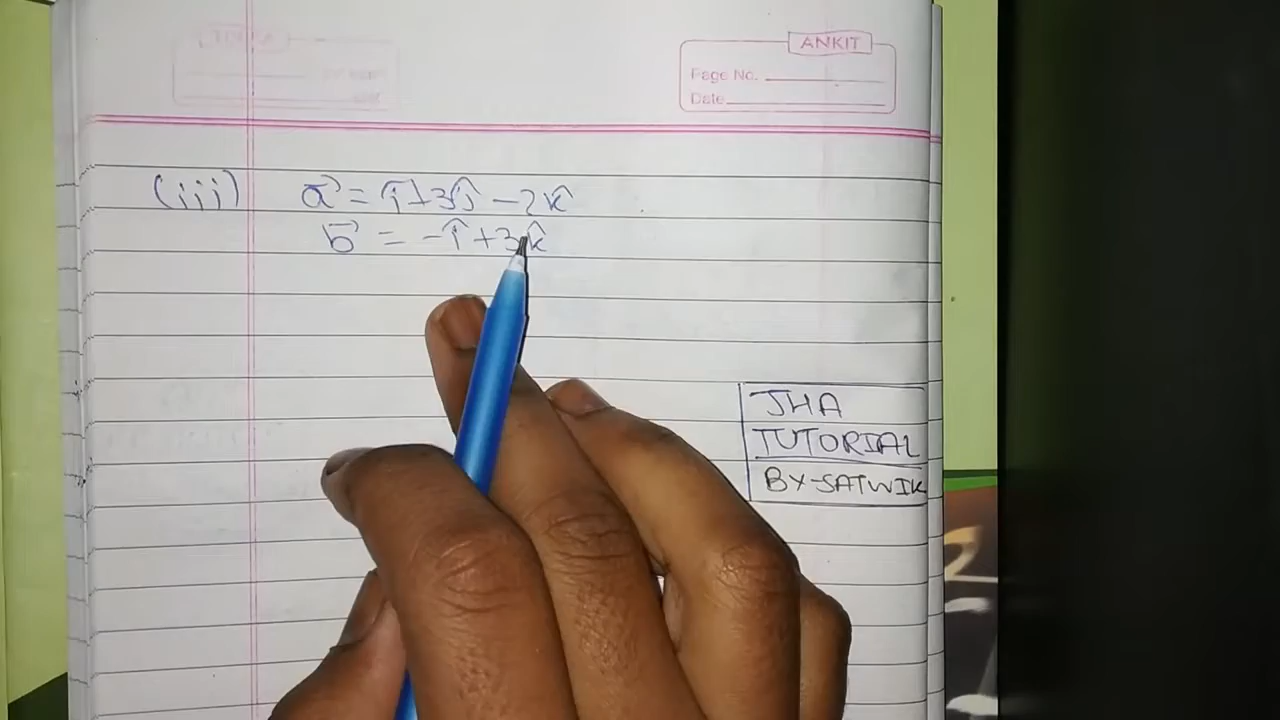 ANKIT
Page No.
Date
(iii) a⃗ = î+3ĵ-2k̂
b⃗ = -î+3k̂
JHA
TUTORIAL
BY-SATWIK